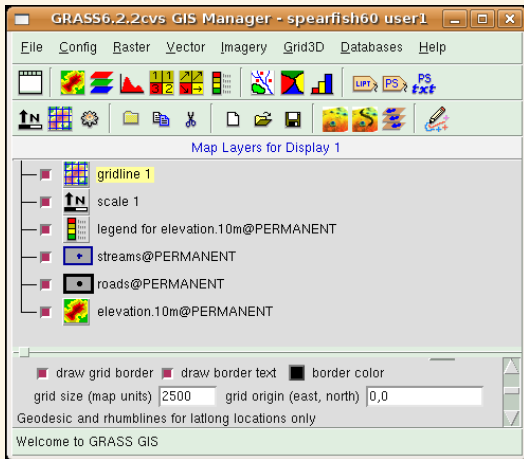 GRASS6.2.2cvs GIS Manager - spearfish60 user1
File Config Raster Vector Imagery Grid3D Databases Help
PS
txt
Map Layers for Display 1
gridline 1
scale 1
legend for elevation.10m@PERMANENT
streams@PERMANENT
roads@PERMANENT
elevation.10m@PERMANENT
draw grid border draw border text border color
grid size (map units) 2500 grid origin (east, north) 0,0
Geodesic and rhumblines for latlong locations only
Welcome to GRASS GIS